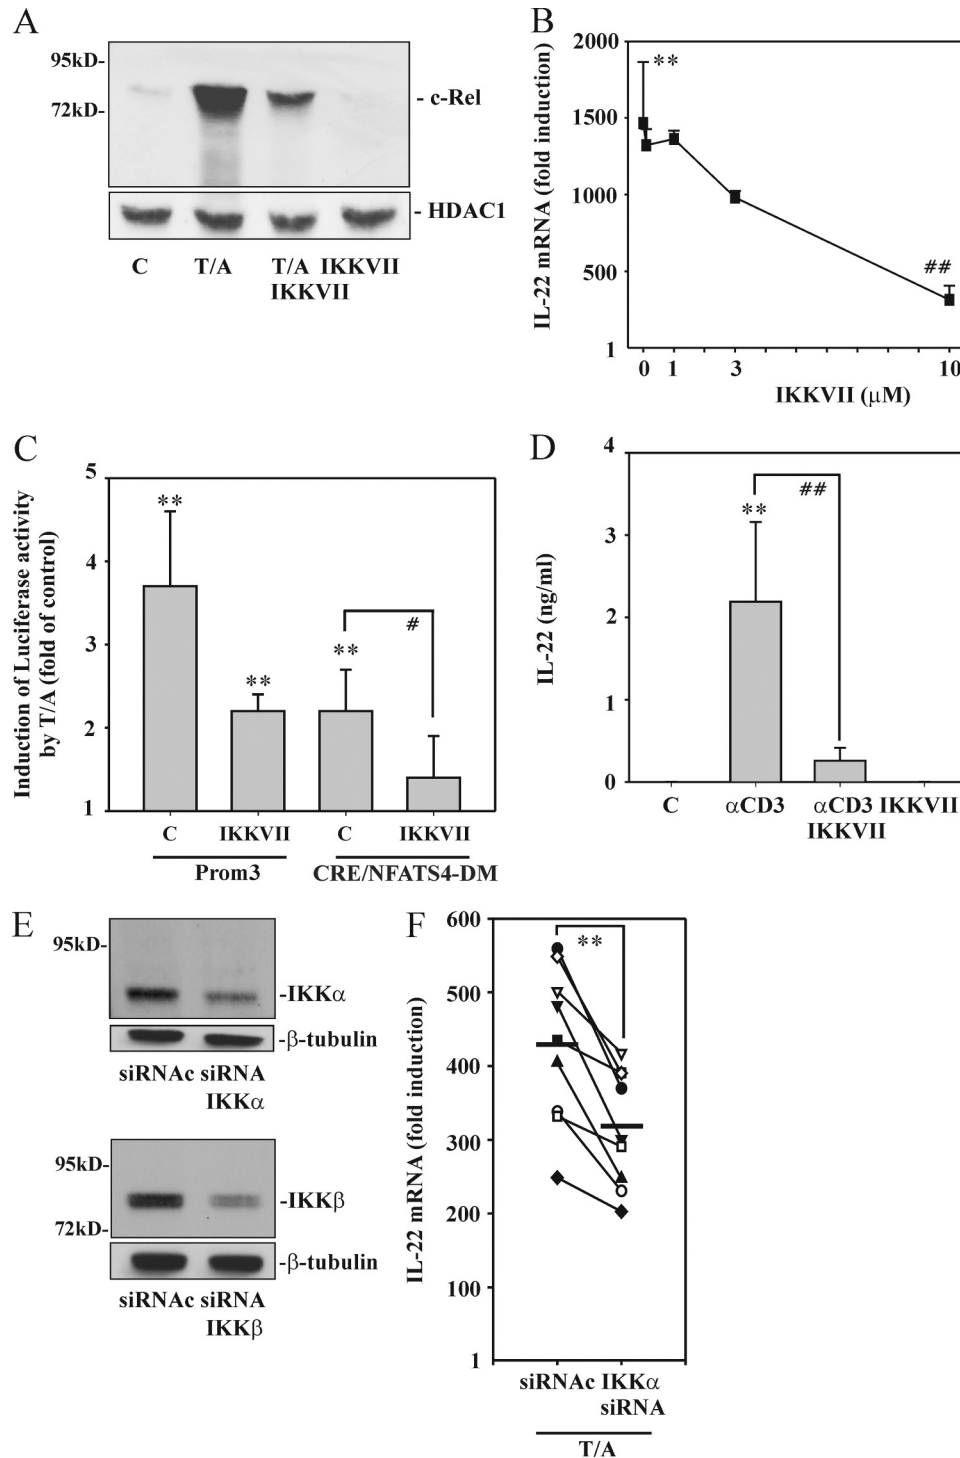 A
95kD-
72kD-
- c-Rel
- HDAC1
C T/A T/A IKKVII
IKKVII
B
IL-22 mRNA (fold induction)
2000
1500
1000
500
1
**
##
0 1 3 10
IKKVII (μM)
C
Induction of Luciferase activity
by T/A (fold of control)
5
4
3
2
1
**
**
**
#
C IKKVII C IKKVII
Prom3 CRE/NFATS4-DM
D
IL-22 (ng/ml)
4
3
2
1
0
**
##
C αCD3 αCD3 IKKVII
IKKVII
E
95kD-
-IKKα
-β-tubulin
siRNAc siRNA
IKKα
95kD-
72kD-
-IKKβ
-β-tubulin
siRNAc siRNA
IKKβ
F
IL-22 mRNA (fold induction)
600
500
400
300
200
100
1
**
siRNAc IKKα
siRNA
T/A